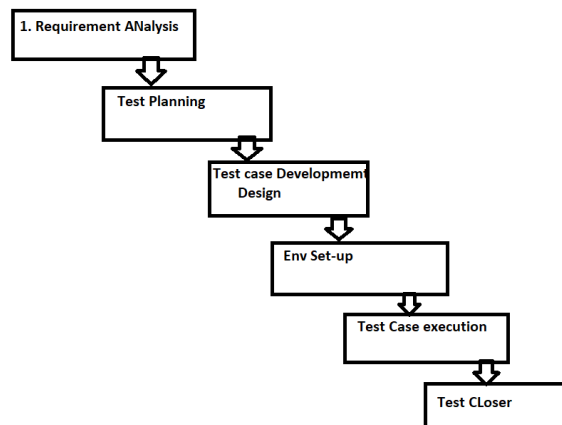 1. Requirement ANalysis
Test Planning
Test case Developmemt
Design
Env Set-up
Test Case execution
Test CLoser